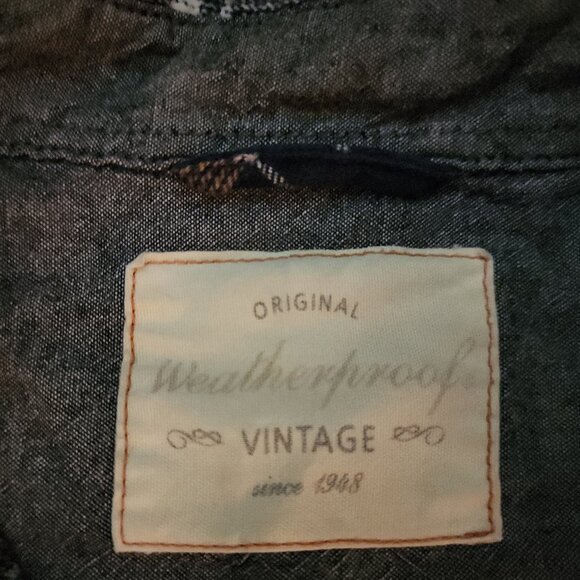 ORIGINAL
Weatherproof
VINTAGE
since 1948